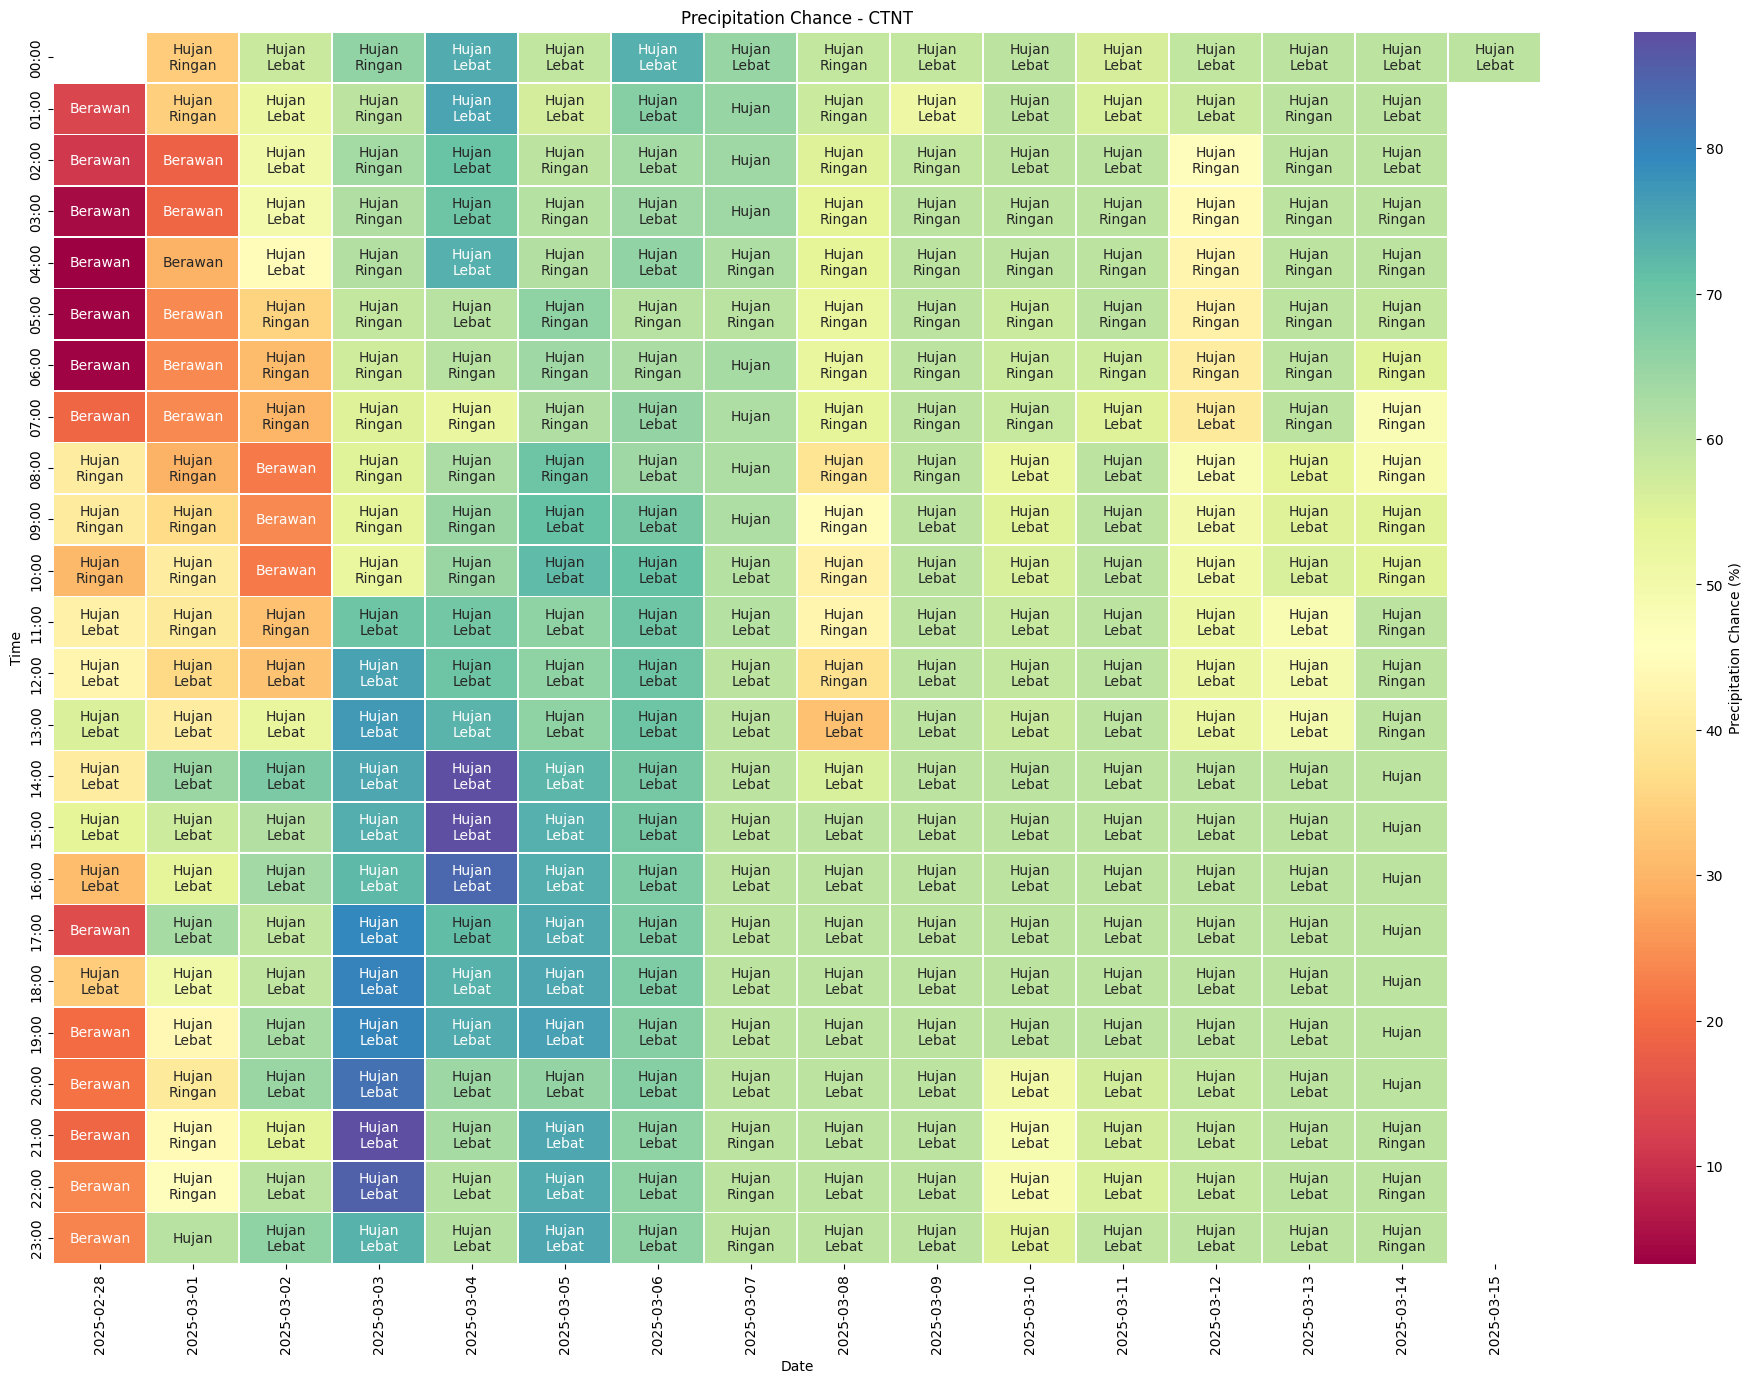 Precipitation Chance - CTNT
00:00 Hujan Ringan Hujan Lebat Hujan Ringan Hujan Lebat Hujan Lebat Hujan Lebat Hujan Lebat Hujan Ringan Hujan Lebat Hujan Lebat Hujan Lebat Hujan Lebat Hujan Lebat Hujan Lebat Hujan Lebat
01:00 Berawan Hujan Ringan Hujan Lebat Hujan Ringan Hujan Lebat Hujan Lebat Hujan Lebat Hujan Hujan Ringan Hujan Lebat Hujan Lebat Hujan Lebat Hujan Lebat Hujan Ringan Hujan Lebat
02:00 Berawan Berawan Hujan Lebat Hujan Ringan Hujan Lebat Hujan Ringan Hujan Lebat Hujan Hujan Ringan Hujan Ringan Hujan Lebat Hujan Lebat Hujan Ringan Hujan Ringan Hujan Lebat
03:00 Berawan Berawan Hujan Lebat Hujan Ringan Hujan Lebat Hujan Ringan Hujan Lebat Hujan Hujan Ringan Hujan Ringan Hujan Ringan Hujan Ringan Hujan Ringan Hujan Ringan Hujan Ringan
04:00 Berawan Berawan Hujan Lebat Hujan Ringan Hujan Lebat Hujan Ringan Hujan Lebat Hujan Ringan Hujan Ringan Hujan Ringan Hujan Ringan Hujan Ringan Hujan Ringan Hujan Ringan Hujan Ringan
05:00 Berawan Berawan Hujan Ringan Hujan Ringan Hujan Lebat Hujan Ringan Hujan Ringan Hujan Ringan Hujan Ringan Hujan Ringan Hujan Ringan Hujan Ringan Hujan Ringan Hujan Ringan Hujan Ringan
06:00 Berawan Berawan Hujan Ringan Hujan Ringan Hujan Ringan Hujan Ringan Hujan Ringan Hujan Hujan Ringan Hujan Ringan Hujan Ringan Hujan Ringan Hujan Ringan Hujan Ringan Hujan Ringan
07:00 Berawan Berawan Hujan Ringan Hujan Ringan Hujan Ringan Hujan Ringan Hujan Lebat Hujan Hujan Ringan Hujan Ringan Hujan Ringan Hujan Lebat Hujan Lebat Hujan Ringan Hujan Ringan
08:00 Hujan Ringan Hujan Ringan Berawan Hujan Ringan Hujan Ringan Hujan Ringan Hujan Lebat Hujan Hujan Ringan Hujan Ringan Hujan Lebat Hujan Lebat Hujan Lebat Hujan Lebat Hujan Ringan
09:00 Hujan Ringan Hujan Ringan Berawan Hujan Ringan Hujan Ringan Hujan Lebat Hujan Lebat Hujan Hujan Ringan Hujan Lebat Hujan Lebat Hujan Lebat Hujan Lebat Hujan Lebat Hujan Ringan
10:00 Hujan Ringan Hujan Ringan Berawan Hujan Ringan Hujan Ringan Hujan Lebat Hujan Lebat Hujan Lebat Hujan Ringan Hujan Lebat Hujan Lebat Hujan Lebat Hujan Lebat Hujan Lebat Hujan Ringan
11:00 Hujan Lebat Hujan Ringan Hujan Ringan Hujan Lebat Hujan Lebat Hujan Lebat Hujan Lebat Hujan Lebat Hujan Ringan Hujan Lebat Hujan Lebat Hujan Lebat Hujan Lebat Hujan Lebat Hujan Ringan
12:00 Hujan Lebat Hujan Lebat Hujan Lebat Hujan Lebat Hujan Lebat Hujan Lebat Hujan Lebat Hujan Lebat Hujan Ringan Hujan Lebat Hujan Lebat Hujan Lebat Hujan Lebat Hujan Lebat Hujan Ringan
13:00 Hujan Lebat Hujan Lebat Hujan Lebat Hujan Lebat Hujan Lebat Hujan Lebat Hujan Lebat Hujan Lebat Hujan Lebat Hujan Lebat Hujan Lebat Hujan Lebat Hujan Lebat Hujan Lebat Hujan Ringan
14:00 Hujan Lebat Hujan Lebat Hujan Lebat Hujan Lebat Hujan Lebat Hujan Lebat Hujan Lebat Hujan Lebat Hujan Lebat Hujan Lebat Hujan Lebat Hujan Lebat Hujan Lebat Hujan Lebat Hujan
15:00 Hujan Lebat Hujan Lebat Hujan Lebat Hujan Lebat Hujan Lebat Hujan Lebat Hujan Lebat Hujan Lebat Hujan Lebat Hujan Lebat Hujan Lebat Hujan Lebat Hujan Lebat Hujan Lebat Hujan
16:00 Hujan Lebat Hujan Lebat Hujan Lebat Hujan Lebat Hujan Lebat Hujan Lebat Hujan Lebat Hujan Lebat Hujan Lebat Hujan Lebat Hujan Lebat Hujan Lebat Hujan Lebat Hujan Lebat Hujan
17:00 Berawan Hujan Lebat Hujan Lebat Hujan Lebat Hujan Lebat Hujan Lebat Hujan Lebat Hujan Lebat Hujan Lebat Hujan Lebat Hujan Lebat Hujan Lebat Hujan Lebat Hujan Lebat Hujan
18:00 Hujan Lebat Hujan Lebat Hujan Lebat Hujan Lebat Hujan Lebat Hujan Lebat Hujan Lebat Hujan Lebat Hujan Lebat Hujan Lebat Hujan Lebat Hujan Lebat Hujan Lebat Hujan Lebat Hujan
19:00 Berawan Hujan Lebat Hujan Lebat Hujan Lebat Hujan Lebat Hujan Lebat Hujan Lebat Hujan Lebat Hujan Lebat Hujan Lebat Hujan Lebat Hujan Lebat Hujan Lebat Hujan Lebat Hujan
20:00 Berawan Hujan Ringan Hujan Lebat Hujan Lebat Hujan Lebat Hujan Lebat Hujan Lebat Hujan Lebat Hujan Lebat Hujan Lebat Hujan Lebat Hujan Lebat Hujan Lebat Hujan Lebat Hujan
21:00 Berawan Hujan Ringan Hujan Lebat Hujan Lebat Hujan Lebat Hujan Lebat Hujan Lebat Hujan Ringan Hujan Lebat Hujan Lebat Hujan Lebat Hujan Lebat Hujan Lebat Hujan Lebat Hujan Ringan
22:00 Berawan Hujan Ringan Hujan Lebat Hujan Lebat Hujan Lebat Hujan Lebat Hujan Lebat Hujan Ringan Hujan Lebat Hujan Lebat Hujan Lebat Hujan Lebat Hujan Lebat Hujan Lebat Hujan Ringan
23:00 Berawan Hujan Hujan Lebat Hujan Lebat Hujan Lebat Hujan Lebat Hujan Lebat Hujan Ringan Hujan Lebat Hujan Lebat Hujan Lebat Hujan Lebat Hujan Lebat Hujan Lebat Hujan Ringan
Time
2025-02-28 2025-03-01 2025-03-02 2025-03-03 2025-03-04 2025-03-05 2025-03-06 2025-03-07 2025-03-08 2025-03-09 2025-03-10 2025-03-11 2025-03-12 2025-03-13 2025-03-14 2025-03-15
Date
80
70
60
50
40
30
20
10
Precipitation Chance (%)